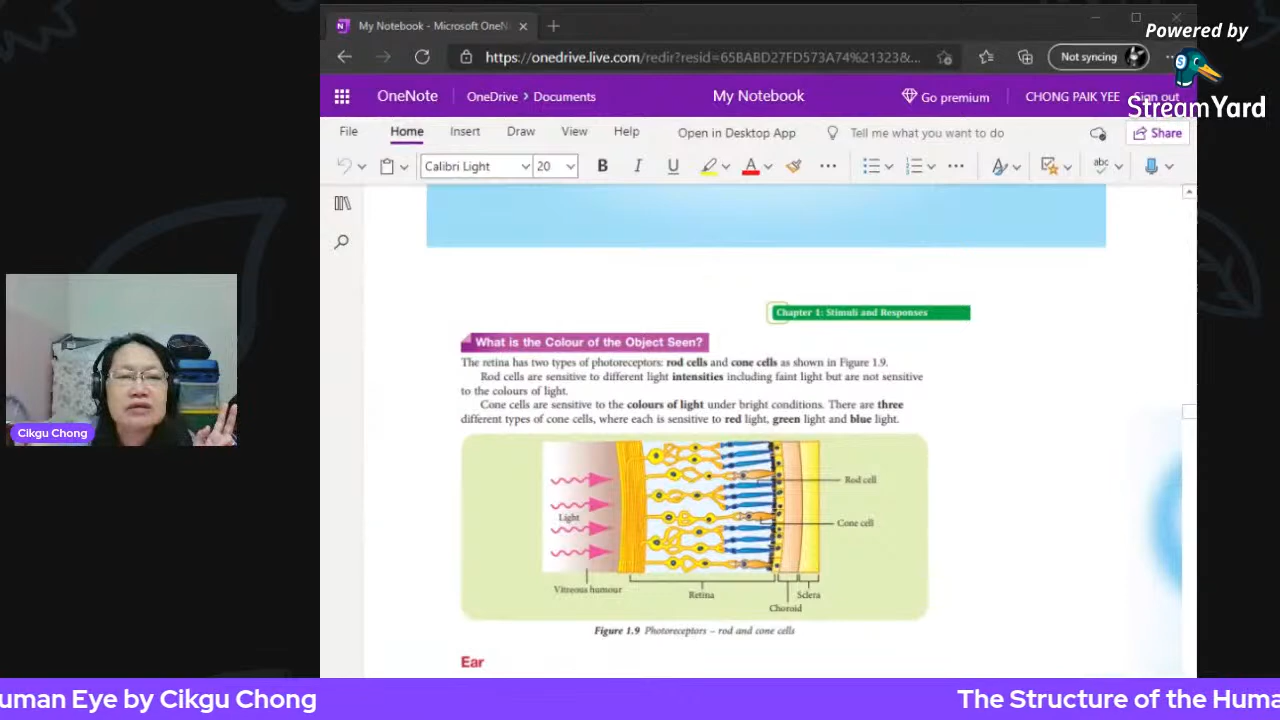 My Notebook - Microsoft OneN
Powered by
StreamYard
https://onedrive.live.com/redir?resid=65BABD27FD573A74%21323&...
Not syncing
OneNote
OneDrive > Documents
My Notebook
Go premium
CHONG PAIK YEE
Sign out
File
Home
Insert
Draw
View
Help
Open in Desktop App
Tell me what you want to do
Share
Calibri Light
20
B
I
U
A
abc
Chapter 1: Stimuli and Responses
What is the Colour of the Object Seen?
The retina has two types of photoreceptors: rod cells and cone cells as shown in Figure 1.9.
Rod cells are sensitive to different light intensities including faint light but are not sensitive
to the colours of light.
Cone cells are sensitive to the colours of light under bright conditions. There are three
different types of cone cells, where each is sensitive to red light, green light and blue light.
Rod cell
Light
Cone cell
Vitreous humour
Retina
Sclera
Choroid
Figure 1.9 Photoreceptors – rod and cone cells
Ear
Cikgu Chong
uman Eye by Cikgu Chong
The Structure of the Huma